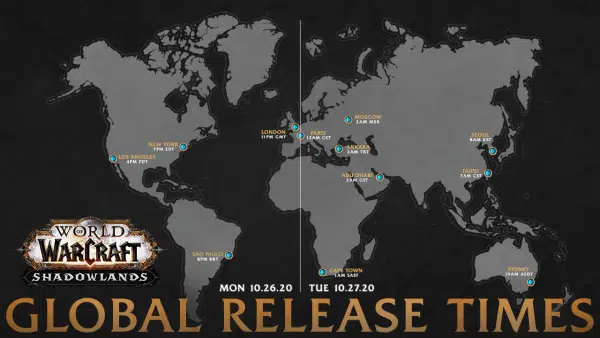 MOSCOW
2AM MSK
LONDON
11PM GMT
PARIS
12AM CET
SEOUL
8AM KST
NEW YORK
7PM EDT
ANKARA
2AM TRT
LOS ANGELES
4PM PDT
ABU DHABI
3AM GST
TAIPEI
7AM CST
WORLD
OF
WARCRAFT
SHADOWLANDS
SAO PAULO
8PM BRT
CAPE TOWN
1AM SAST
SYDNEY
10AM AEDT
MON 10.26.20
TUE 10.27.20
GLOBAL RELEASE TIMES